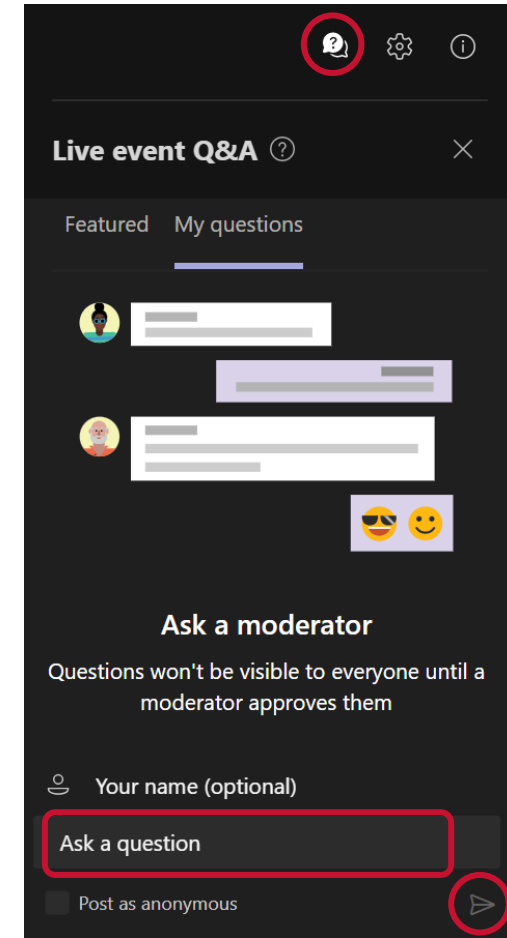 Live event Q&A
Featured My questions
Ask a moderator
Questions won't be visible to everyone until a
moderator approves them
Your name (optional)
Ask a question
Post as anonymous